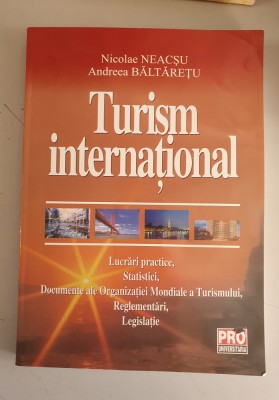 Nicolae NEACȘU
Andreea BĂLTĂREȚU
Turism
internațional
Lucrări practice,
Statistici,
Documente ale Organizației Mondiale a Turismului,
Reglementări,
Legislație
PRO
UNIVERSITARIA